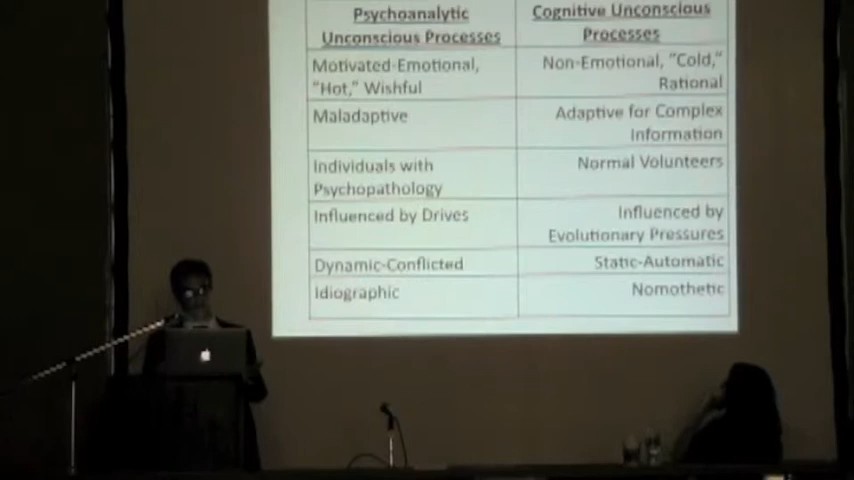 Psychoanalytic Unconscious Processes
Cognitive Unconscious Processes
Motivated-Emotional, "Hot," Wishful
Non-Emotional, "Cold," Rational
Maladaptive
Adaptive for Complex Information
Individuals with Psychopathology
Normal Volunteers
Influenced by Drives
Influenced by Evolutionary Pressures
Dynamic-Conflicted
Static-Automatic
Idiographic
Nomothetic